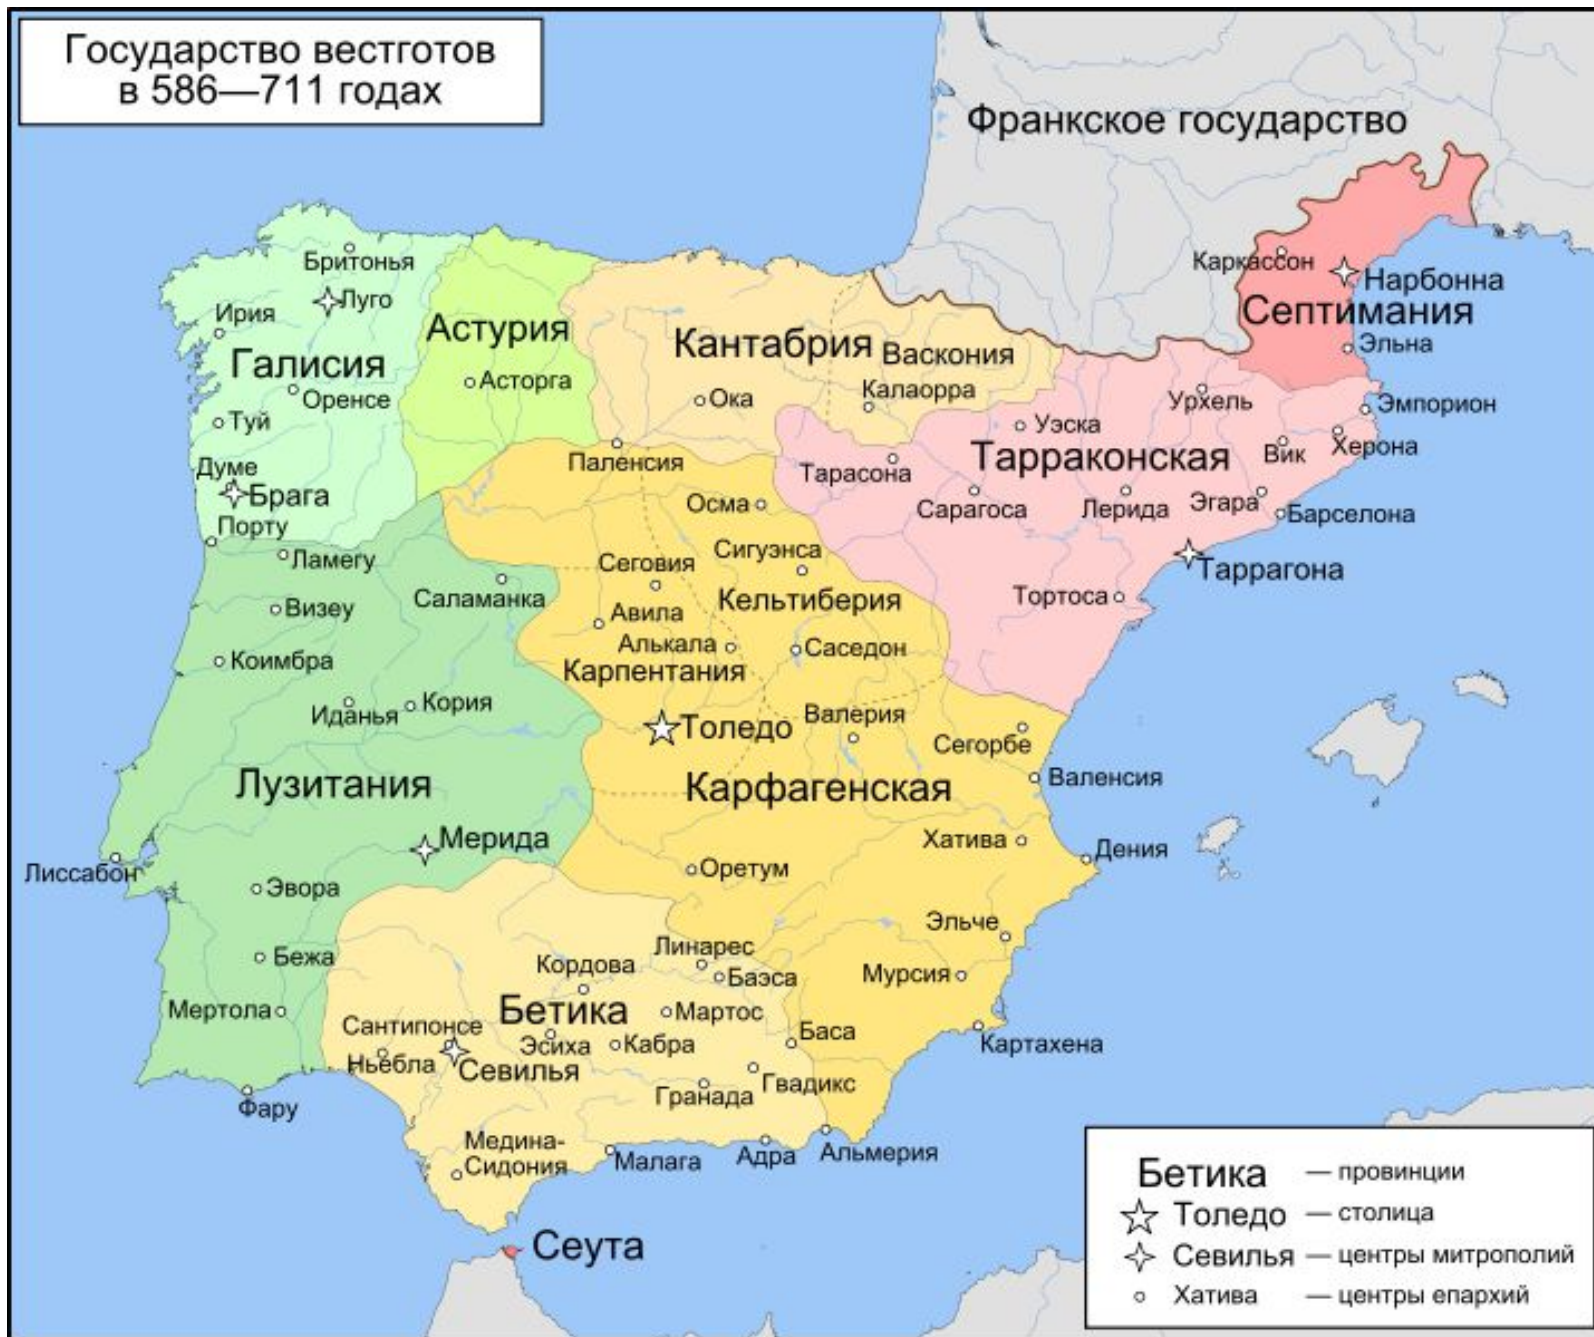 Государство вестготов
в 586—711 годах
Франкское государство
Каркассон
Нарбонна
Септимания
Эльна
Бритонья
Луго
Ирия
Галисия
Оренсе
Туй
Думе
Брага
Порту
Астурия
Асторга
Кантабрия
Васкония
Калаорра
Ока
Паленсия
Урхель
Эмпорион
Уэска
Тарраконская
Вик
Херона
Тарасона
Сарагоса
Лерида
Эгара
Барселона
Таррагона
Тортоса
Осма
Сигуэнса
Сеговия
Кельтиберия
Авила
Алькала
Саседон
Карпентания
Толедо
Валерия
Сегорбе
Карфагенская
Валенсия
Хатива
Дения
Оретум
Эльче
Мурсия
Картахена
Ламегу
Саламанка
Визеу
Коимбра
Иданья
Кория
Лузитания
Мерида
Лиссабон
Эвора
Бежа
Мертола
Фару
Линарес
Кордова
Баэса
Бетика
Мартос
Сантипонсе
Эсиха
Кабра
Баса
Ньебла
Севилья
Гвадикс
Гранада
Медина-
Сидония
Малага
Адра
Альмерия
Сеута
Бетика — провинции
Толедо — столица
Севилья — центры митрополий
Хатива — центры епархий